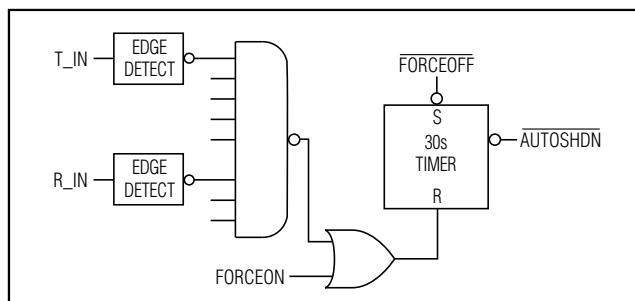 T_IN
EDGE
DETECT
R_IN
EDGE
DETECT
FORCEON
FORCEOFF
S
30s
TIMER
R
AUTOSHDN